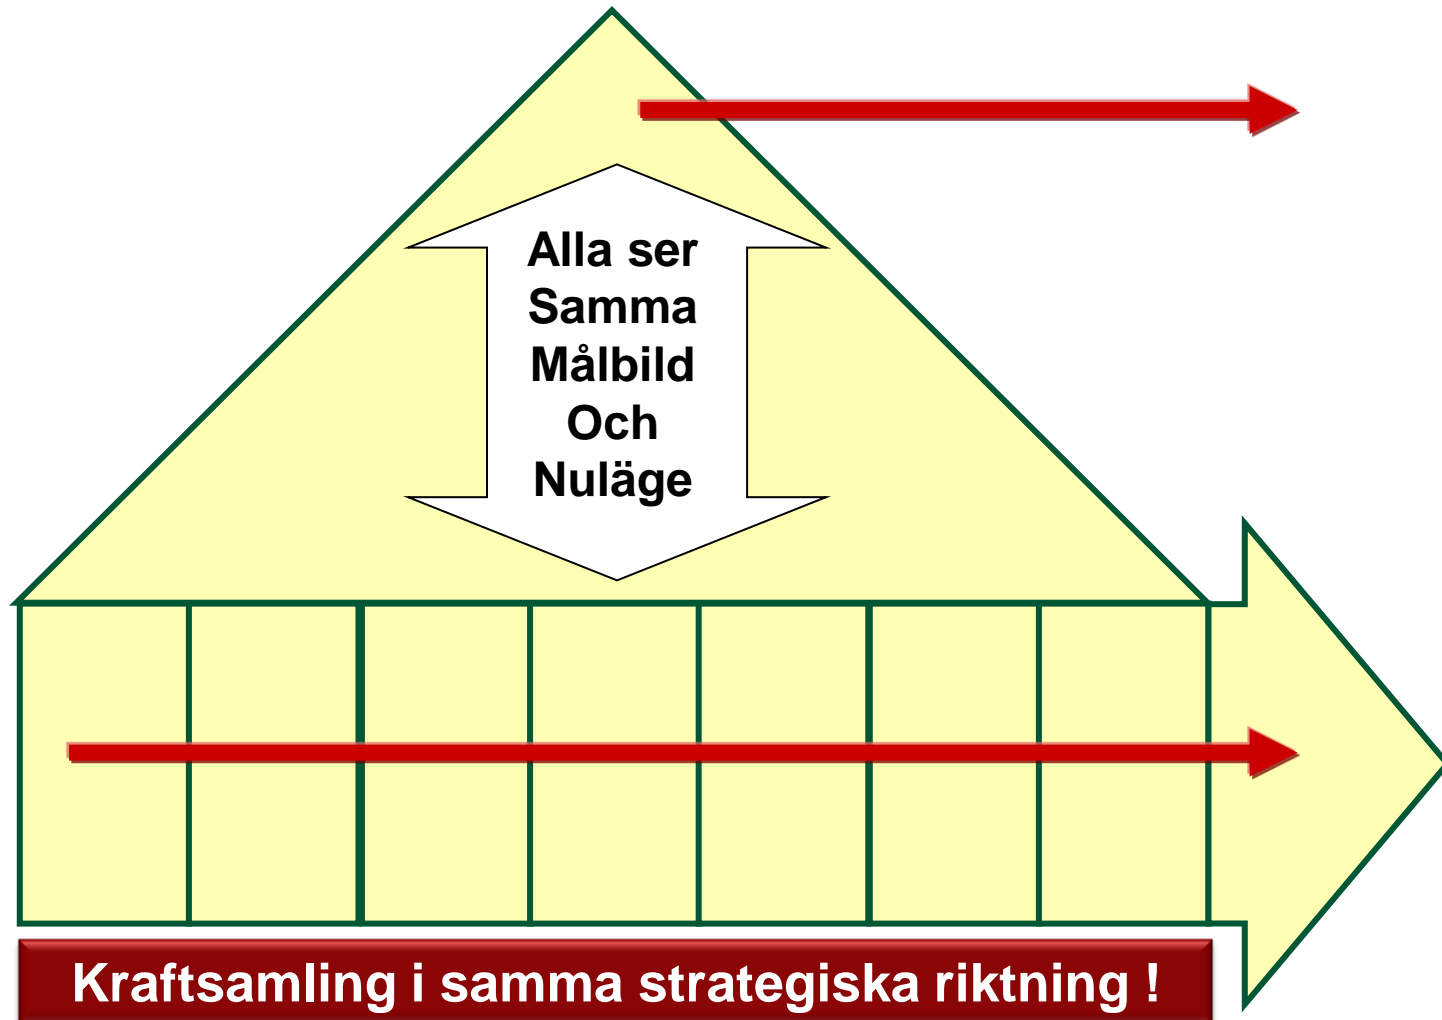 Alla ser
Samma
Målbild
Och
Nuläge
Kraftsamling i samma strategiska riktning !